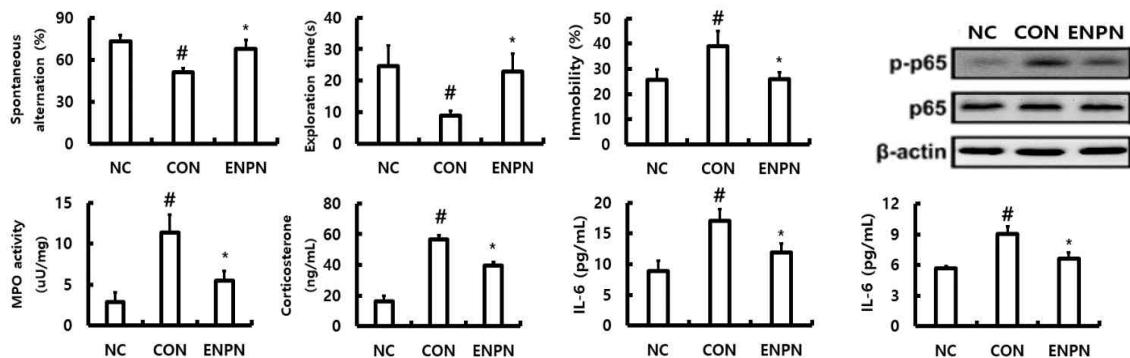 Spontaneous
alternation (%)
90
60
30
0
#
*
NC CON ENPN
Exploration time(s)
40
30
20
10
0
#
*
NC CON ENPN
Immobility (%)
50
40
30
20
10
0
#
*
NC CON ENPN
NC CON ENPN
p-p65
p65
β-actin
MPO activity
(uU/mg)
15
10
5
0
#
*
NC CON ENPN
Corticosterone
(ng/mL)
80
60
40
20
0
#
*
NC CON ENPN
IL-6 (pg/mL)
20
15
10
5
0
#
*
NC CON ENPN
IL-6
(pg/mL)
12
9
6
3
0
#
*
NC CON ENPN